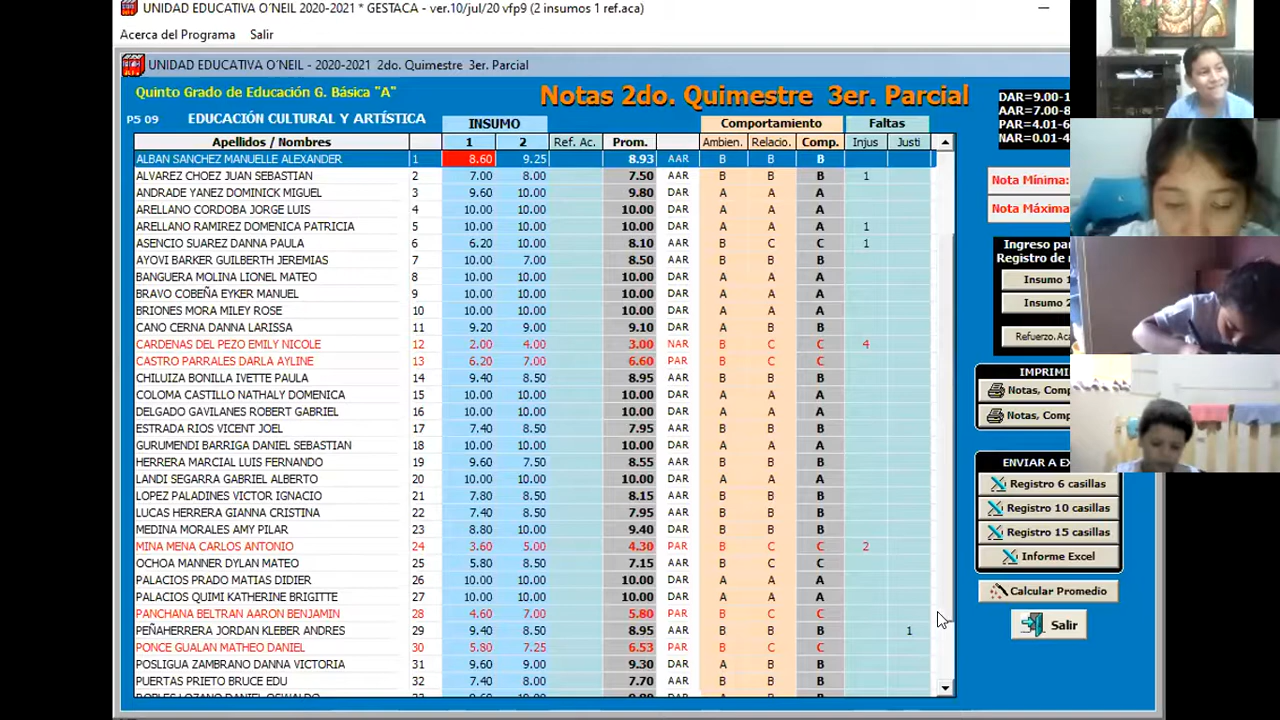 UNIDAD EDUCATIVA O´NEIL 2020-2021 * GESTACA - ver.10/jul/20 vfp9 (2 insumos 1 ref.aca)
Acerca del Programa Salir
UNIDAD EDUCATIVA O´NEIL - 2020-2021 2do. Quimestre 3er. Parcial
Quinto Grado de Educación G. Básica "A"
Notas 2do. Quimestre 3er. Parcial
P5 09 EDUCACIÓN CULTURAL Y ARTÍSTICA
INSUMO Comportamiento Faltas
Apellidos / Nombres 1 2 Ref. Ac. Prom. Ambien. Relacio. Comp. Injus Justi
ALBAN SANCHEZ MANUELLE ALEXANDER 1 8.60 9.25 8.93 AAR B B B
ALVAREZ CHOEZ JUAN SEBASTIAN 2 7.00 8.00 7.50 AAR B B B 1
ANDRADE YANEZ DOMINICK MIGUEL 3 9.60 10.00 9.80 DAR A A A
ARELLANO CORDOBA JORGE LUIS 4 10.00 10.00 10.00 DAR A A A
ARELLANO RAMIREZ DOMENICA PATRICIA 5 10.00 10.00 10.00 DAR A A A 1
ASENCIO SUAREZ DANNA PAULA 6 6.20 10.00 8.10 AAR B C C 1
AYOVI BARKER GUILBERTH JEREMIAS 7 10.00 7.00 8.50 AAR B B B
BANGUERA MOLINA LIONEL MATEO 8 10.00 10.00 10.00 DAR A A A
BRAVO COBEÑA EYKER MANUEL 9 10.00 10.00 10.00 DAR A A A
BRIONES MORA MILEY ROSE 10 10.00 10.00 10.00 DAR A A A
CANO CERNA DANNA LARISSA 11 9.20 9.00 9.10 DAR A B B
CARDENAS DEL PEZO EMILY NICOLE 12 2.00 4.00 3.00 NAR B C C 4
CASTRO PARRALES DARLA AYLINE 13 6.20 7.00 6.60 PAR B C C
CHILUIZA BONILLA IVETTE PAULA 14 9.40 8.50 8.95 AAR B B B
COLOMA CASTILLO NATHALY DOMENICA 15 10.00 10.00 10.00 DAR A A A
DELGADO GAVILANES ROBERT GABRIEL 16 10.00 10.00 10.00 DAR A A A
ESTRADA RIOS VICENT JOEL 17 7.40 8.50 7.95 AAR B B B
GURUMENDI BARRIGA DANIEL SEBASTIAN 18 10.00 10.00 10.00 DAR A A A
HERRERA MARCIAL LUIS FERNANDO 19 9.60 7.50 8.55 AAR B B B
LANDI SEGARRA GABRIEL ALBERTO 20 10.00 10.00 10.00 DAR A A A
LOPEZ PALADINES VICTOR IGNACIO 21 7.80 8.50 8.15 AAR B B B
LUCAS HERRERA GIANNA CRISTINA 22 7.40 8.50 7.95 AAR B B B
MEDINA MORALES AMY PILAR 23 8.80 10.00 9.40 DAR B B B
MINA MENA CARLOS ANTONIO 24 3.60 5.00 4.30 PAR B C C 2
OCHOA MANNER DYLAN MATEO 25 5.80 8.50 7.15 AAR B C C
PALACIOS PRADO MATIAS DIDIER 26 10.00 10.00 10.00 DAR A A A
PALACIOS QUIMI KATHERINE BRIGITTE 27 10.00 10.00 10.00 DAR A A A
PANCHANA BELTRAN AARON BENJAMIN 28 4.60 7.00 5.80 PAR B C C
PEÑAHERRERA JORDAN KLEBER ANDRES 29 9.40 8.50 8.95 AAR B B B 1
PONCE GUALAN MATHEO DANIEL 30 5.80 7.25 6.53 PAR B C C
POSLIGUA ZAMBRANO DANNA VICTORIA 31 9.60 9.00 9.30 DAR A B B
PUERTAS PRIETO BRUCE EDU 32 7.40 8.00 7.70 AAR B B B
DAR=9.00-1
AAR=7.00-8
PAR=4.01-6
NAR=0.01-4
Nota Mínima:
Nota Máxima
Ingreso pa
Registro de
Insumo 1
Insumo 2
Refuerzo.Aca
IMPRIMI
Notas, Comp
Notas, Comp
ENVIAR A E
Registro 6 casillas
Registro 10 casillas
Registro 15 casillas
Informe Excel
Calcular Promedio
Salir